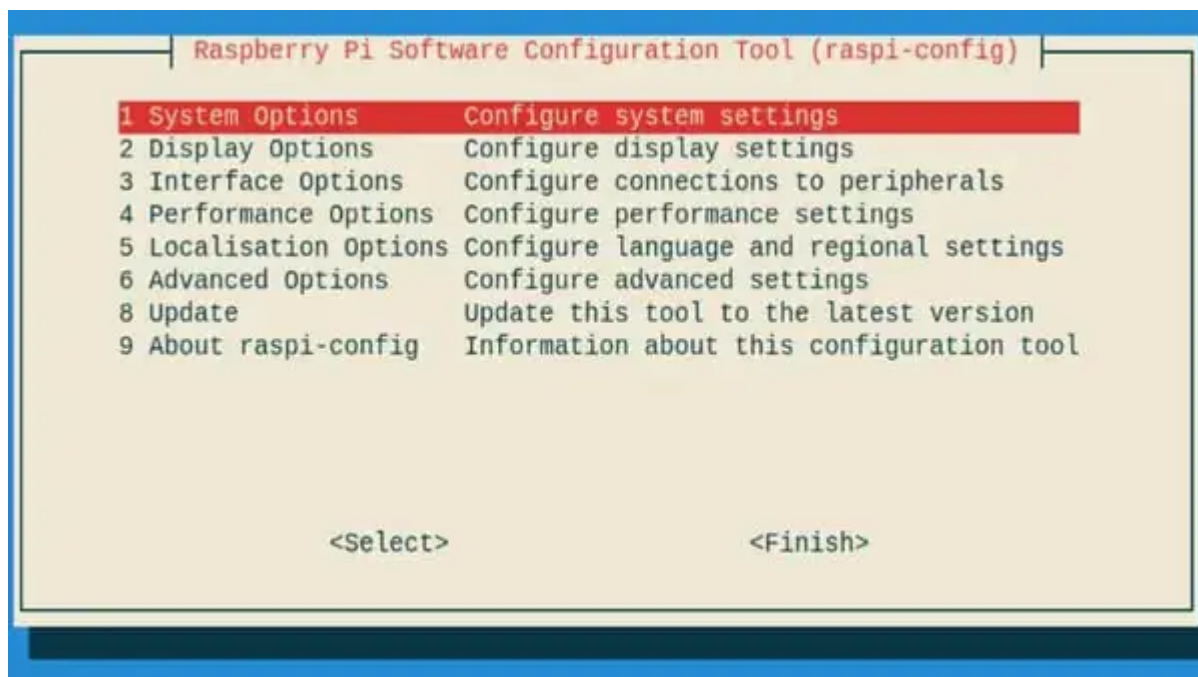 Raspberry Pi Software Configuration Tool (raspi-config)
1 System Options Configure system settings
2 Display Options Configure display settings
3 Interface Options Configure connections to peripherals
4 Performance Options Configure performance settings
5 Localisation Options Configure language and regional settings
6 Advanced Options Configure advanced settings
8 Update Update this tool to the latest version
9 About raspi-config Information about this configuration tool
<Select> <Finish>